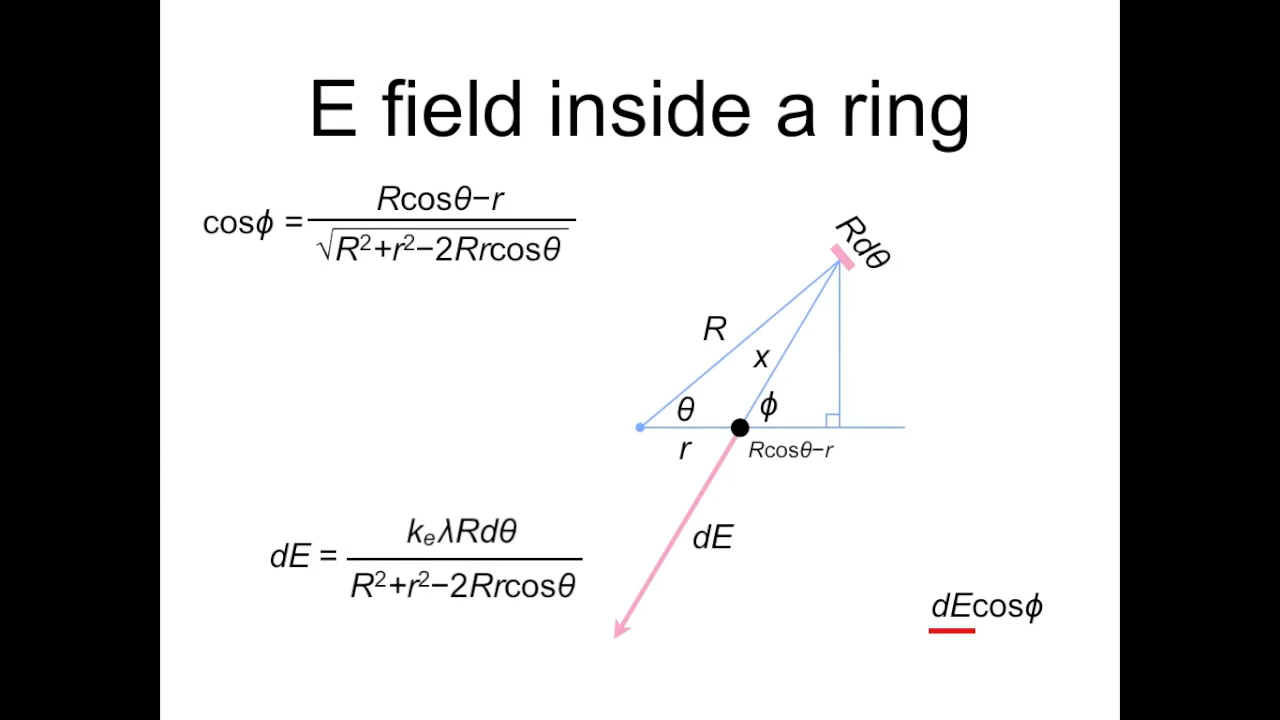 E field inside a ring
cosϕ = Rcosθ−r
√R²+r²−2Rrcosθ
Rdθ
R
x
θ
ϕ
r
Rcosθ−r
dE
dE = kₑλRdθ
R²+r²−2Rrcosθ
dEcosϕ